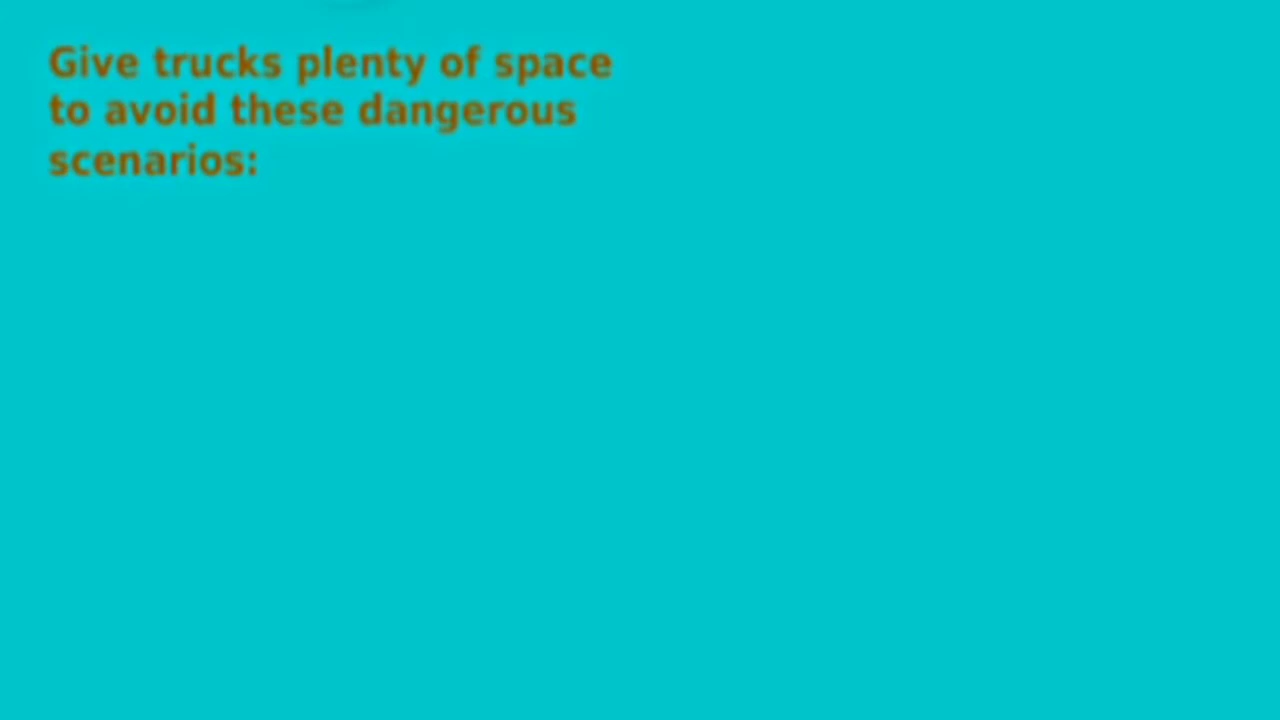 Give trucks plenty of space
to avoid these dangerous
scenarios: